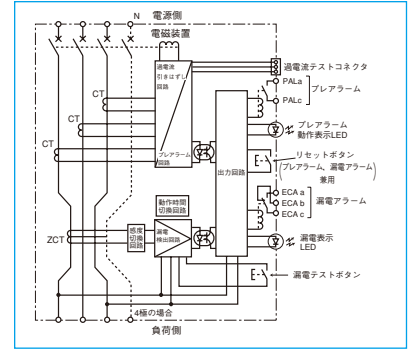 N 電源側
電磁装置
過電流
引きはずし
回路
過電流テストコネクタ
PALa
PALc
プレアラーム
CT
CT
CT
プレアラーム
回路
プレアラーム
動作表示LED
出力回路
リセットボタン
(プレアラーム、漏電アラーム)
兼用
動作時間
切換回路
ECA a
ECA b
ECA c
漏電アラーム
ZCT
感度
切換
回路
漏電
検出回路
漏電表示
LED
漏電テストボタン
4極の場合
負荷側